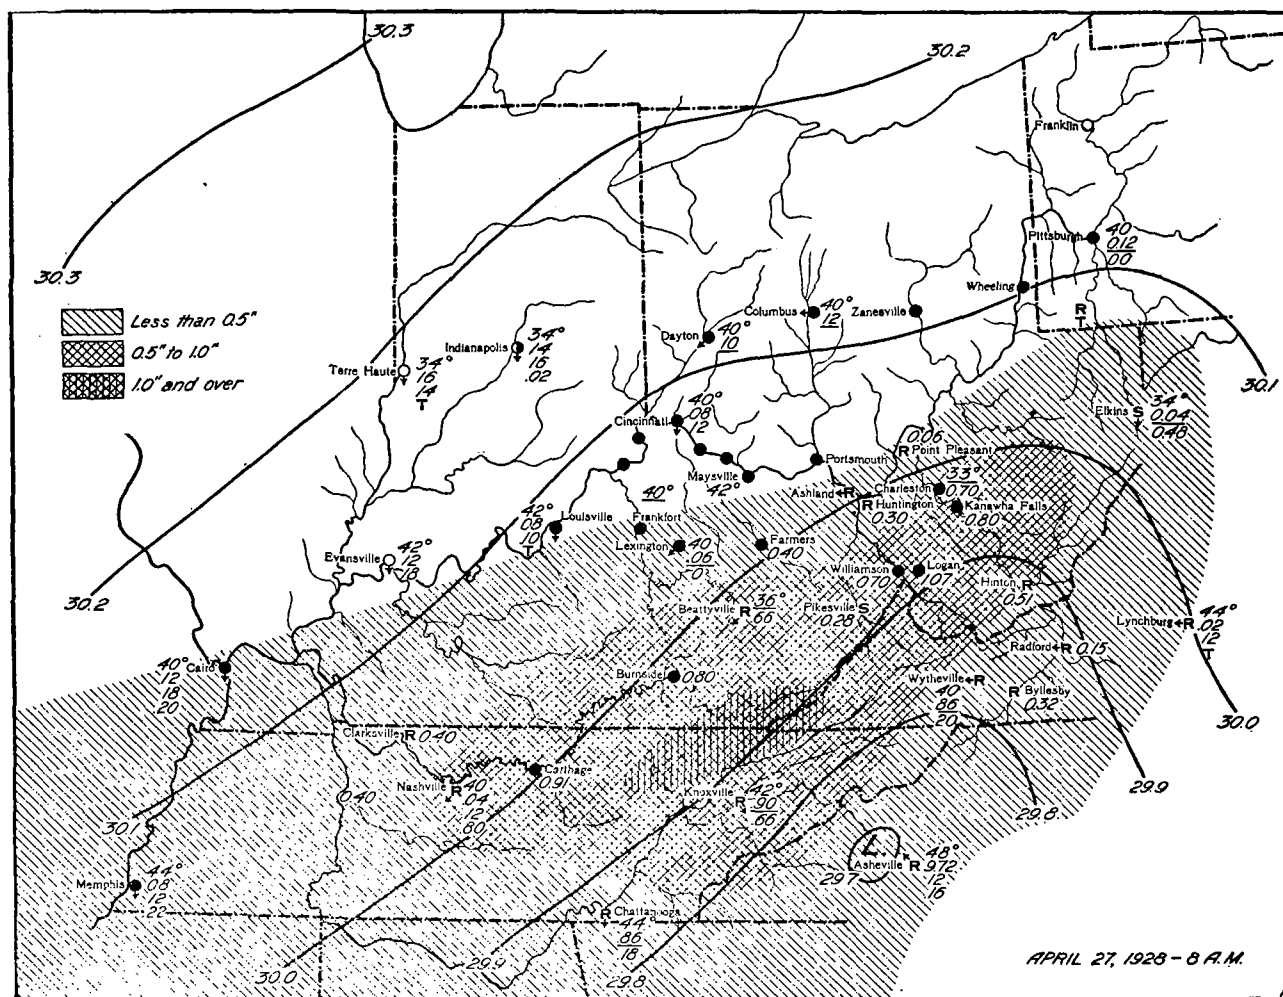 30.3
30.2
Franklin
Pittsburgh
40
0.12
00
30.3
Less than 0.5"
0.5" to 1.0"
1.0" and over
Wheeling
R
T
Columbus
40°
12
Zanesville
Dayton
40°
10
Indianapolis
34°
14
16
.02
Terre Haute
34°
16
14
T
30.1
Elkins
S
34°
0.04
0.48
Cincinnati
40°
08
12
0.06
R Point Pleasant
Portsmouth
Maysville
42°
Ashland
R
Charleston
33°
0.70
R
Huntington
0.30
Kanawha Falls
0.80
42°
08
10
T
Louisville
40°
Frankfort
Lexington
40
.06
Farmers
0.40
Evansville
42°
12
18
30.2
Williamson
0.70
Logan
1.07
Hinton R
0.51
Beattyville
R
36°
66
Pikesville S
0.28
Lynchburg
R
44°
.02
12
T
Radford
R 0.15
Cairo
40°
12
18
20
Burnside
0.80
Wytheville
R
40
86
20
R Byllesby
0.32
30.0
Clarksville R 0.40
Carthage
0.91
29.9
Nashville
R
40
04
12
60
0.40
Knoxville
R
42°
90
66
29.8
30.1
L
Asheville
R
48°
9.72
12
16
29.7
Memphis
44°
08
12
22
R
Chattanooga
44°
86
18
30.0
29.9
29.8
APRIL 27, 1928 - 8 A.M.